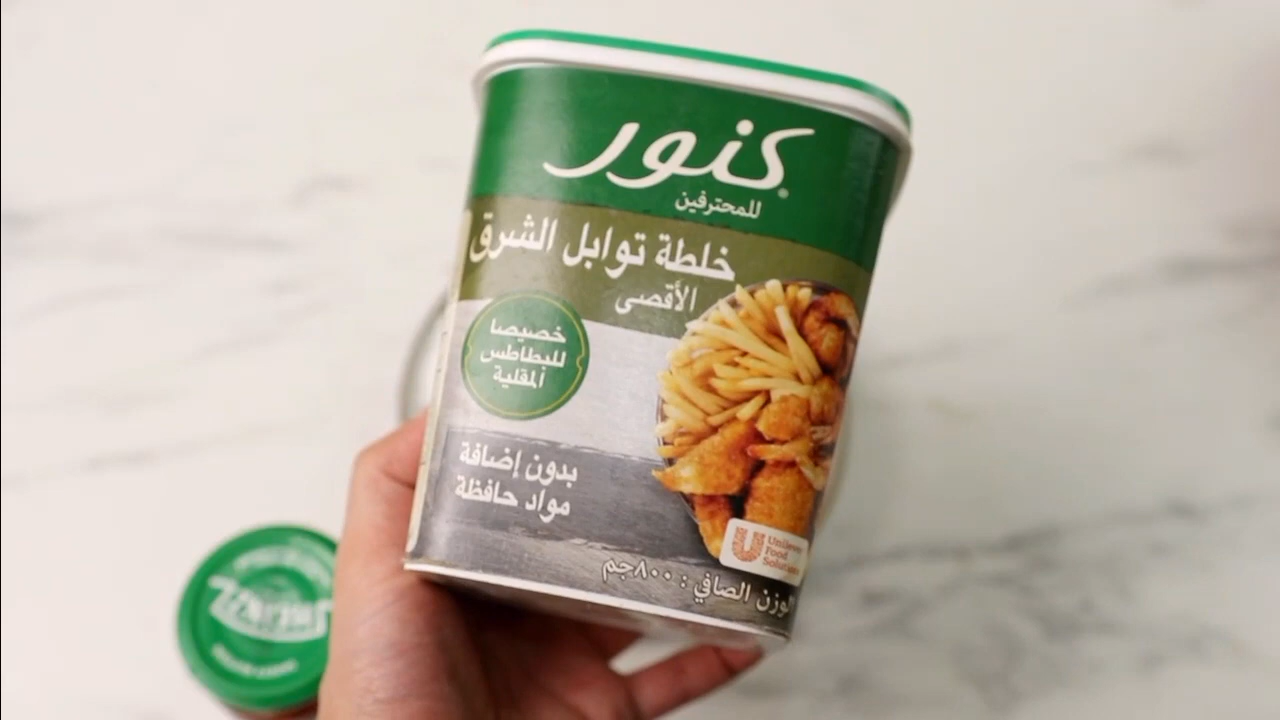 كنور
للمحترفين
خلطة توابل الشرق
الأقصى
خصيصا
للبطاطس
المقلية
بدون إضافة
مواد حافظة
Unilever
Food
Solutions
الوزن الصافي : ٨٠٠جم